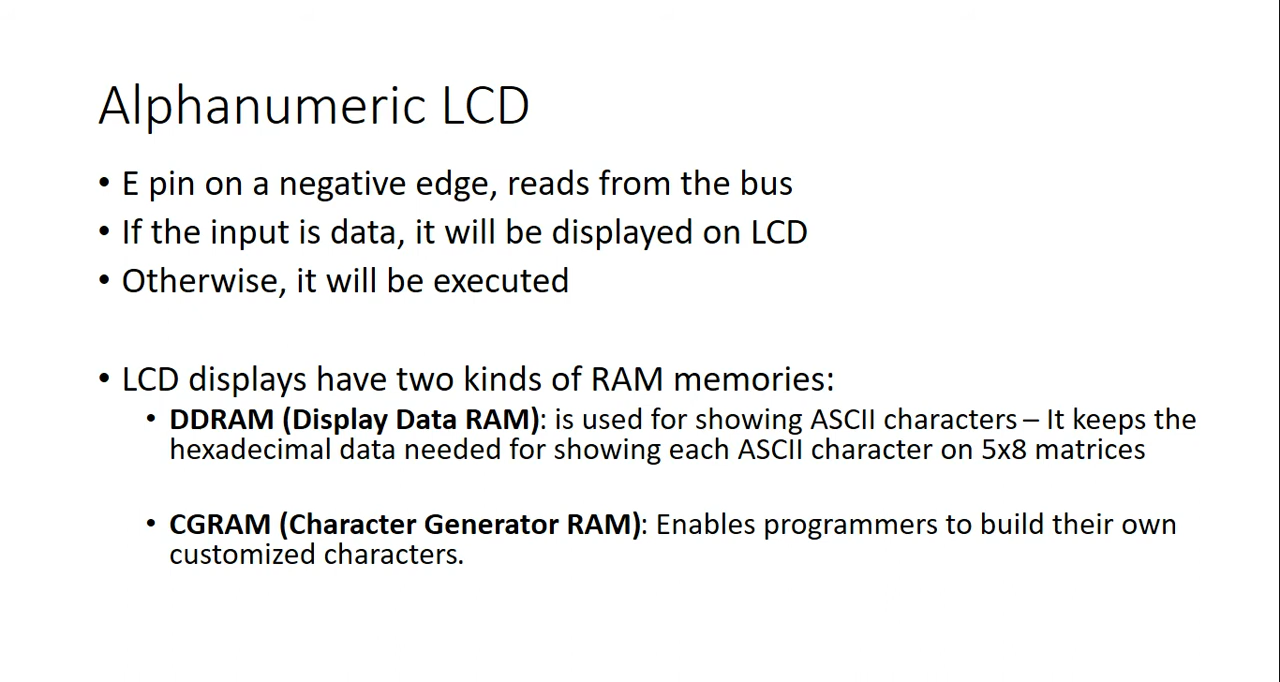 Alphanumeric LCD
• E pin on a negative edge, reads from the bus
• If the input is data, it will be displayed on LCD
• Otherwise, it will be executed
• LCD displays have two kinds of RAM memories:
• DDRAM (Display Data RAM): is used for showing ASCII characters – It keeps the
hexadecimal data needed for showing each ASCII character on 5x8 matrices
• CGRAM (Character Generator RAM): Enables programmers to build their own
customized characters.